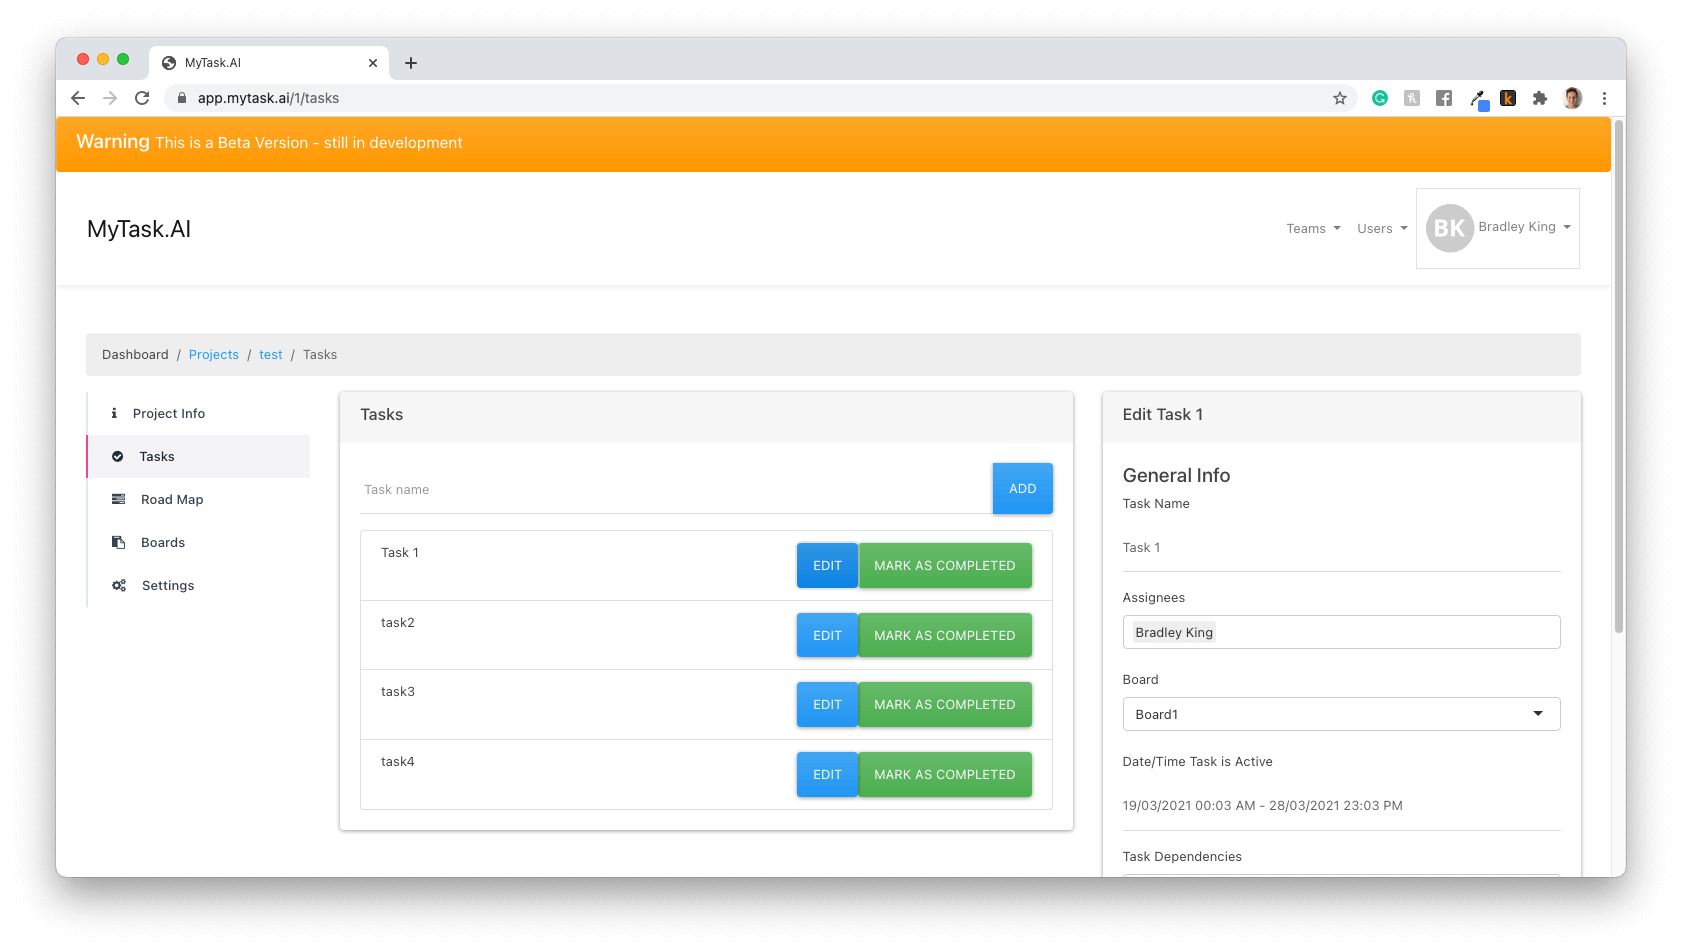 MyTask.AI
app.mytask.ai/1/tasks
Warning This is a Beta Version - still in development
MyTask.AI
Teams
Users
BK
Bradley King
Dashboard / Projects / test / Tasks
Project Info
Tasks
Road Map
Boards
Settings
Tasks
Task name
ADD
Task 1
EDIT
MARK AS COMPLETED
task2
EDIT
MARK AS COMPLETED
task3
EDIT
MARK AS COMPLETED
task4
EDIT
MARK AS COMPLETED
Edit Task 1
General Info
Task Name
Task 1
Assignees
Bradley King
Board
Board1
Date/Time Task is Active
19/03/2021 00:03 AM - 28/03/2021 23:03 PM
Task Dependencies